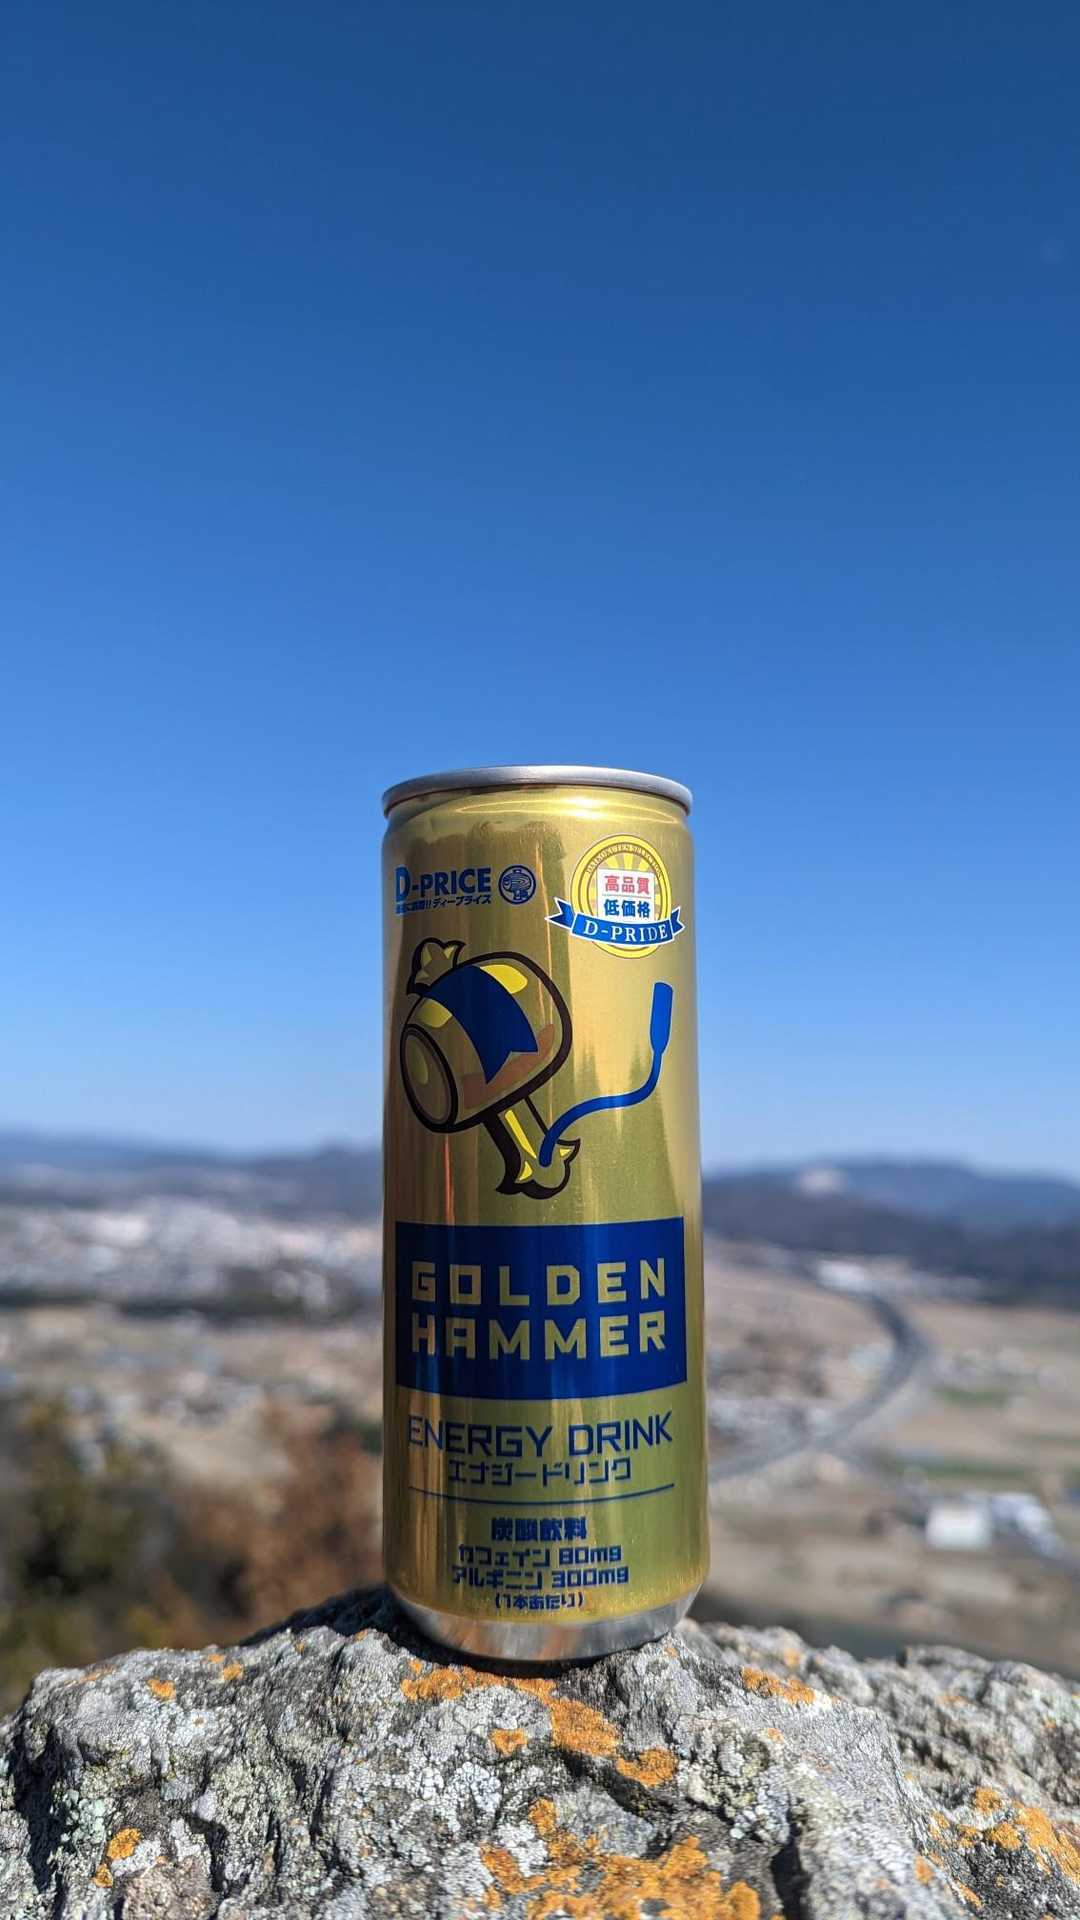 D-PRICE
ディープライス
DAIKOKUTEN SELECTION
高品質
低価格
D-PRIDE
GOLDEN
HAMMER
ENERGY DRINK
エナジードリンク
炭酸飲料
カフェイン 80mg
アルギニン 300mg
(1本あたり)